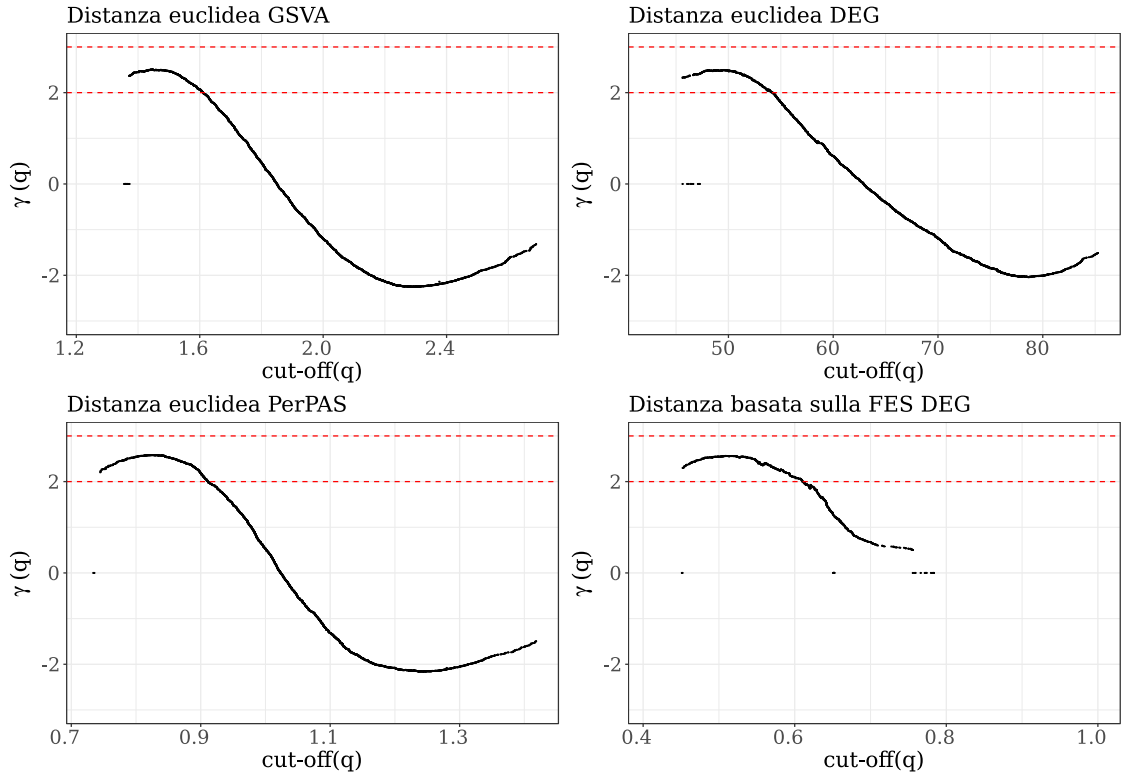 Distanza euclidea GSVA
γ (q)
2
0
-2
1.2 1.6 2.0 2.4
cut-off(q)
Distanza euclidea DEG
γ (q)
2
0
-2
50 60 70 80
cut-off(q)
Distanza euclidea PerPAS
γ (q)
2
0
-2
0.7 0.9 1.1 1.3
cut-off(q)
Distanza basata sulla FES DEG
γ (q)
2
0
-2
0.4 0.6 0.8 1.0
cut-off(q)